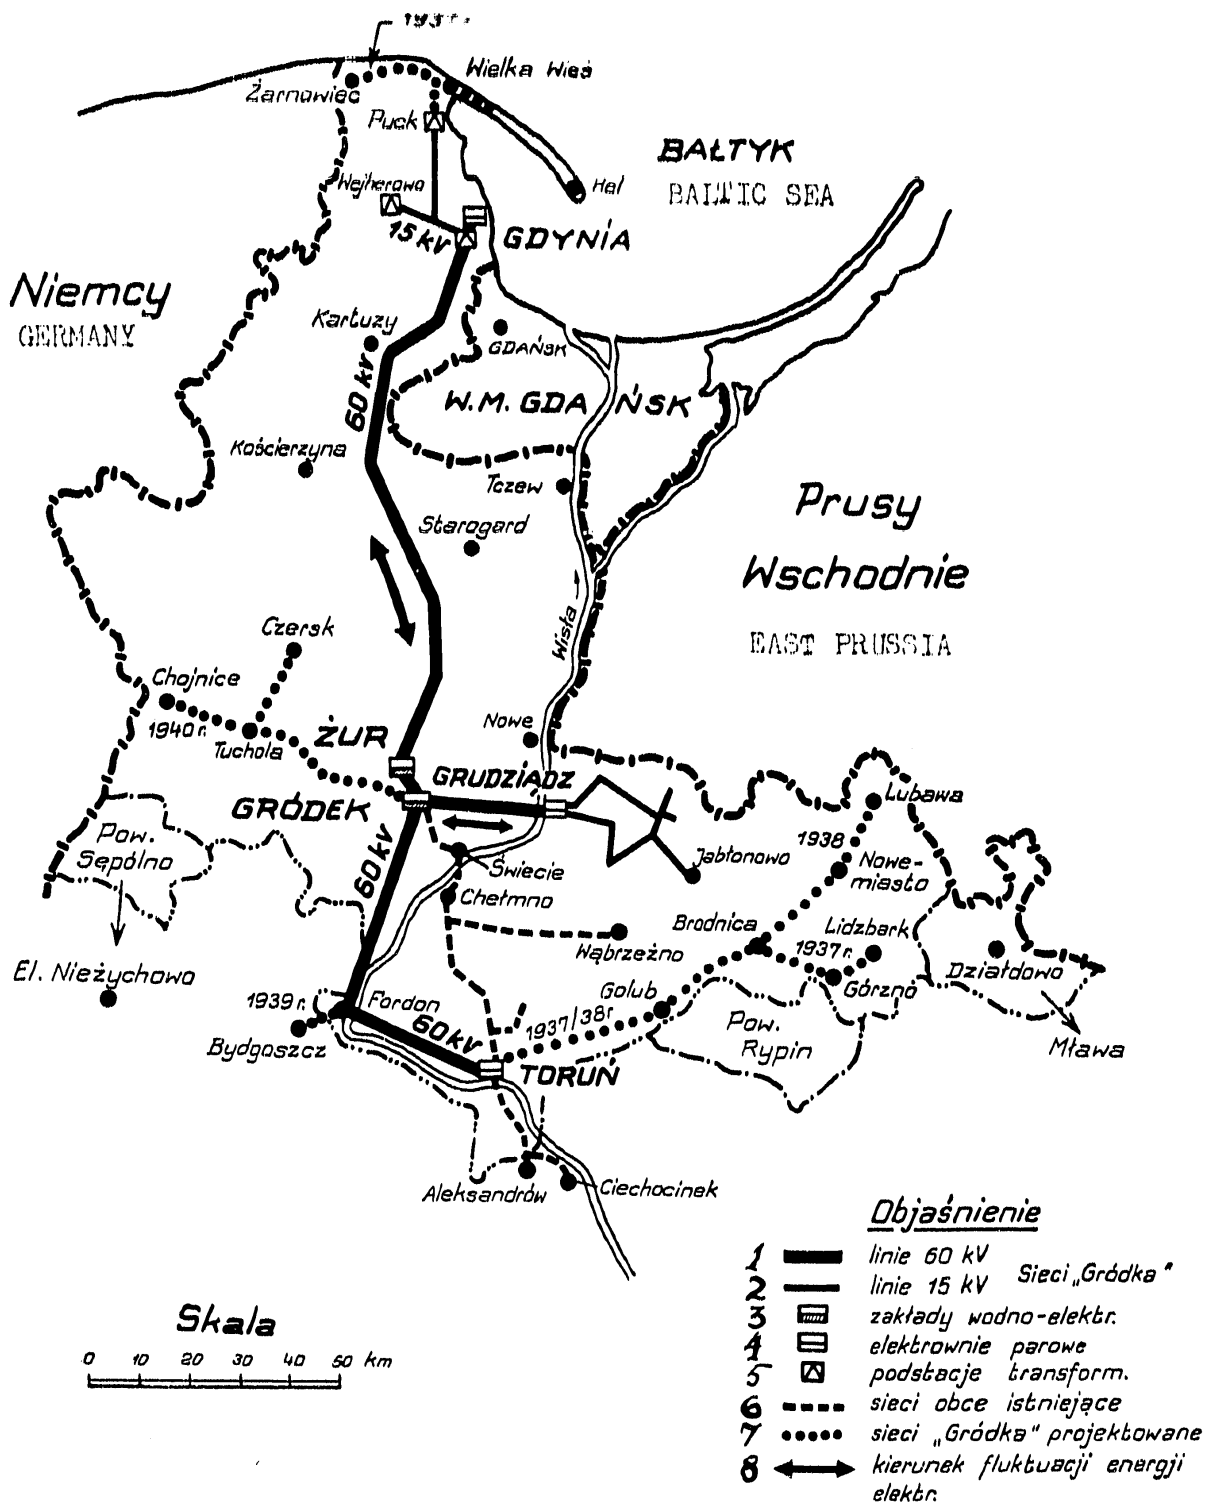 Wielka Wieś
Żarnowiec
Puck
BAŁTYK
BALTIC SEA
Wejherowo
Hel
15 kV
GDYNIA
Niemcy
GERMANY
Kartuzy
GDAŃSK
60 kV
W.M. GDAŃSK
Kościerzyna
Tczew
Starogard
Prusy
Wschodnie
EAST PRUSSIA
Wisła
Czersk
Chojnice
1940 r.
Tuchola
Nowe
ŻUR
GRUDZIĄDZ
GRÓDEK
Lubawa
1938
Pow.
Sępólno
60 kV
Świecie
Jabłonowo
Nowe-
miasto
Chełmno
Brodnica
Lidzbark
Wąbrzeźno
1937 r.
El. Nieżychowo
Działdowo
Górzno
Golub
1939 r.
Fordon
60 kV
1937/38 r
Pow.
Rypin
Bydgoszcz
TORUŃ
Mława
Aleksandrów
Ciechocinek
Objaśnienie
1 linie 60 kV
Sieci „Gródka"
2 linie 15 kV
3 zakłady wodno-elektr.
4 elektrownie parowe
5 podstacje transform.
6 sieci obce istniejące
7 sieci „Gródka" projektowane
8 kierunek fluktuacji energji
elektr.
Skala
0 10 20 30 40 50 km